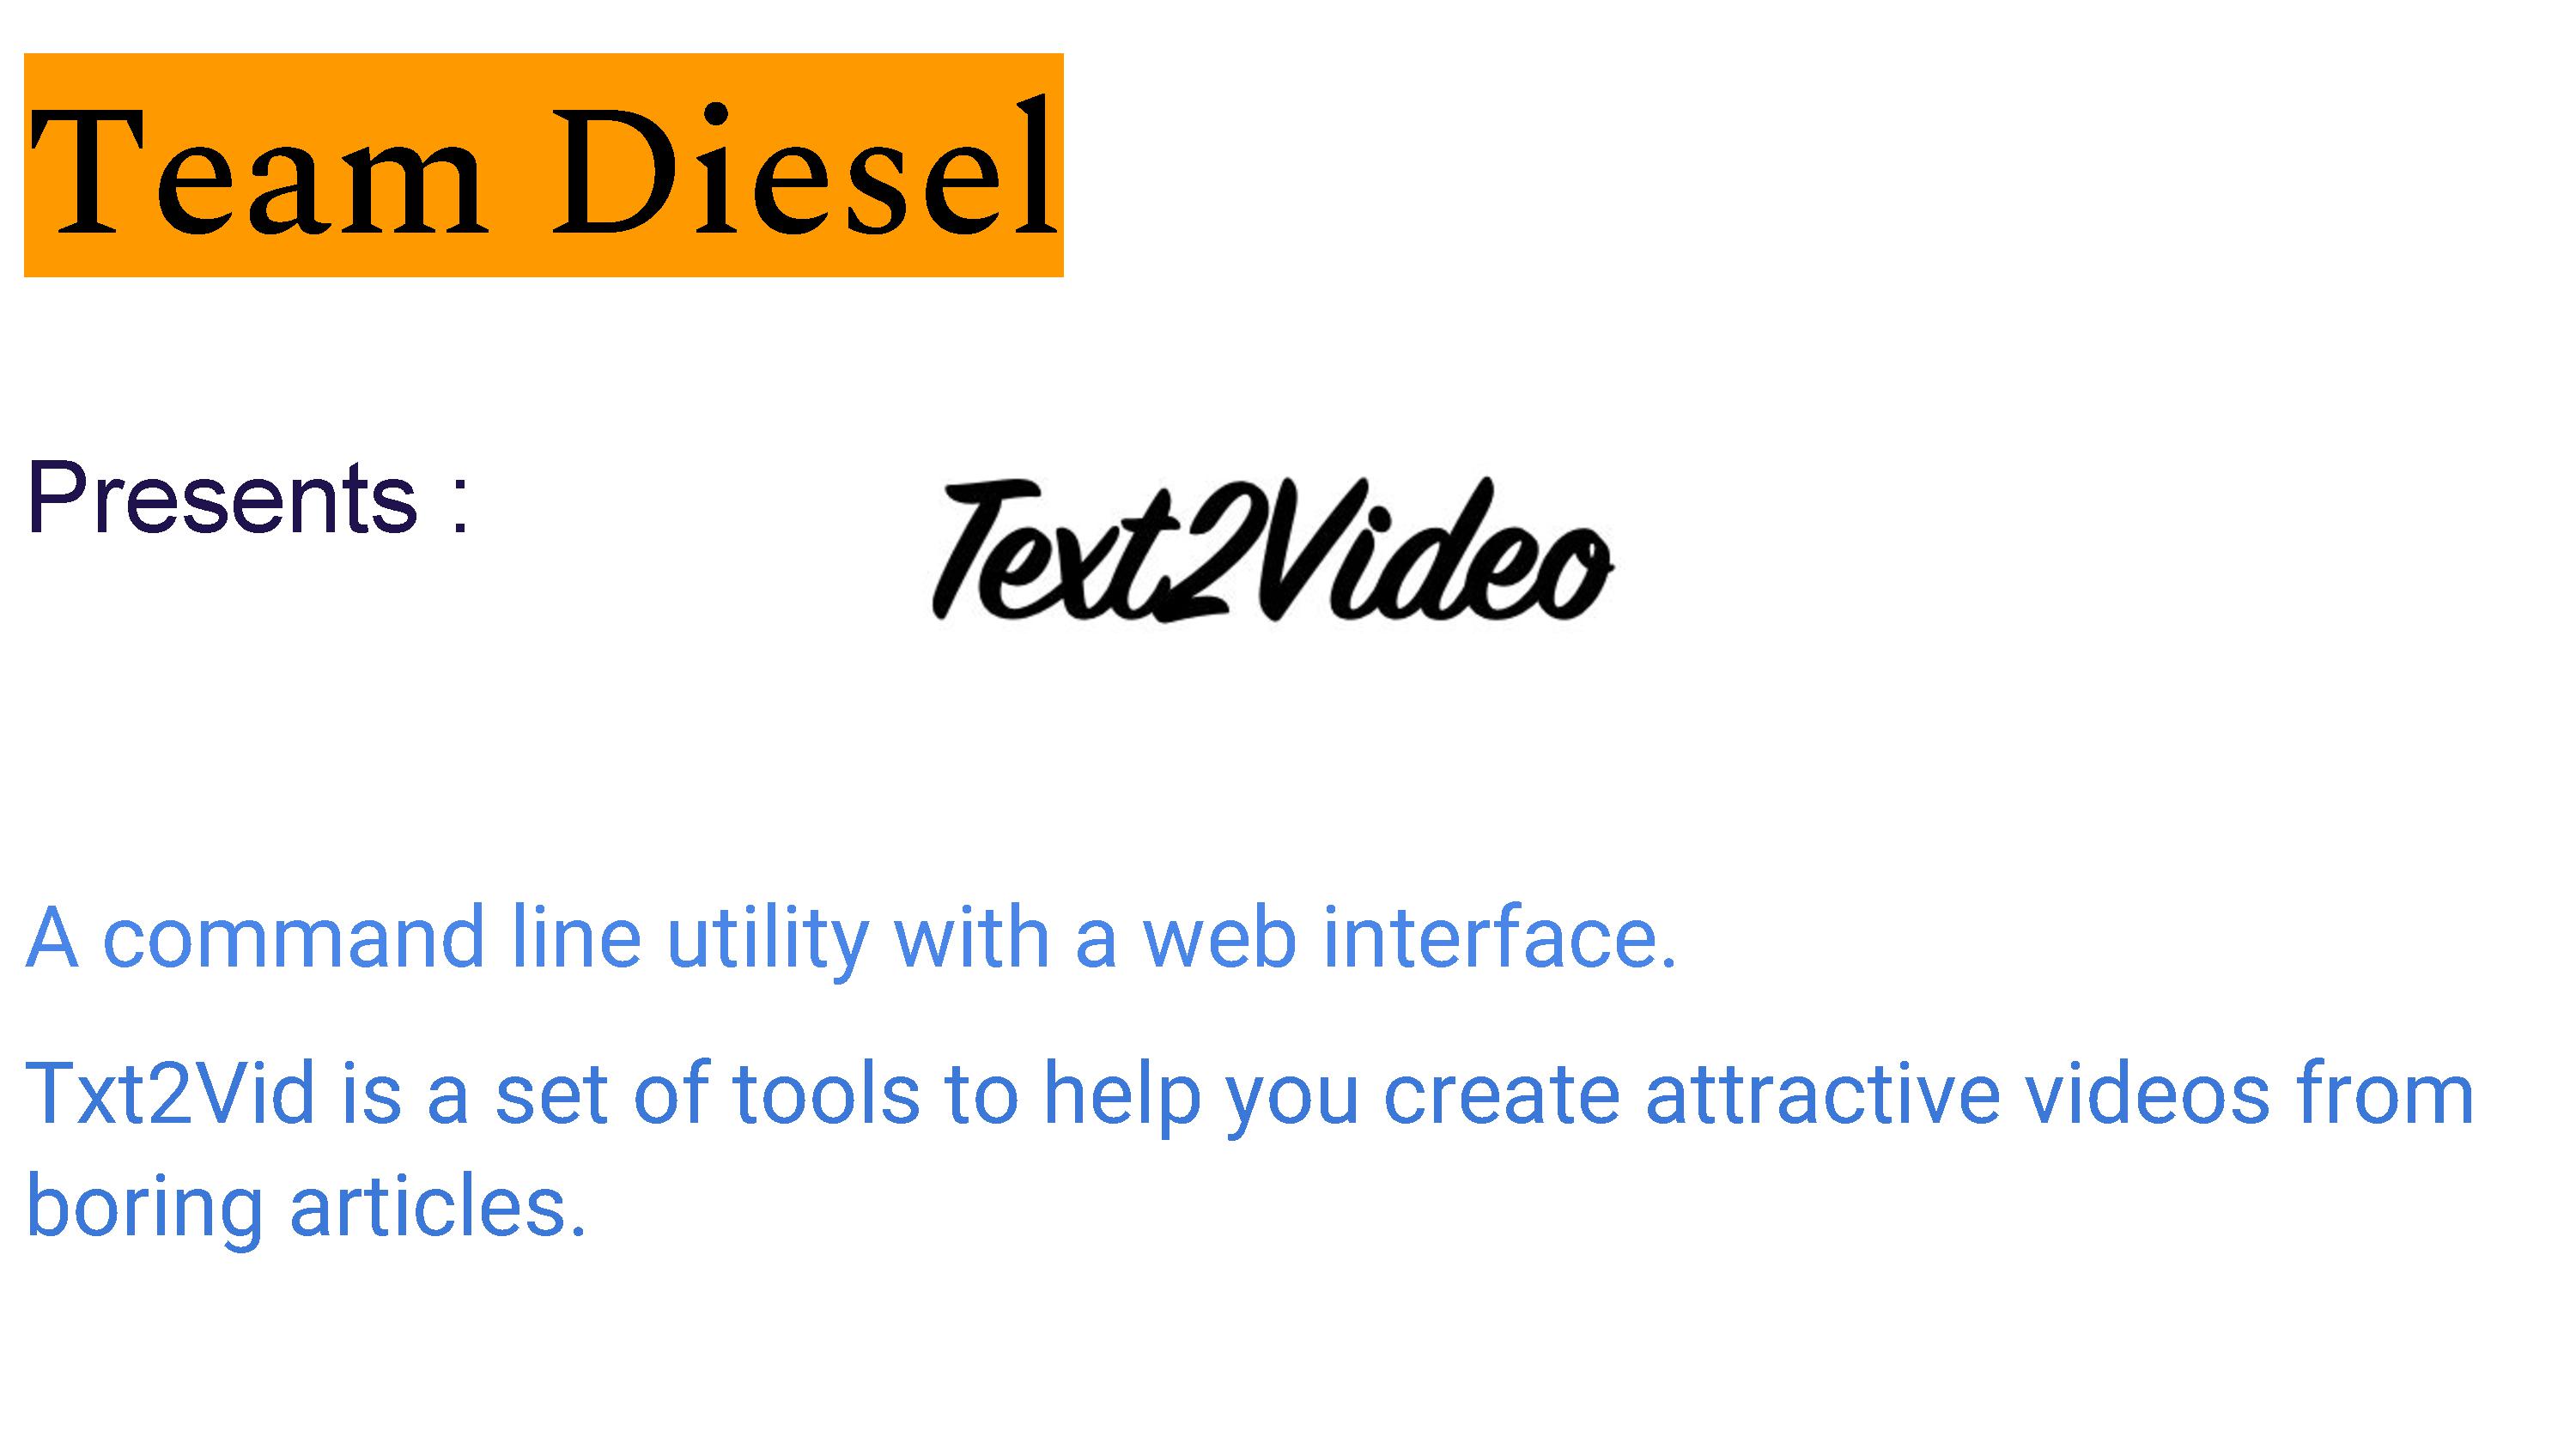 Team Diesel
Presents :
Text2Video
A command line utility with a web interface.
Txt2Vid is a set of tools to help you create attractive videos from
boring articles.